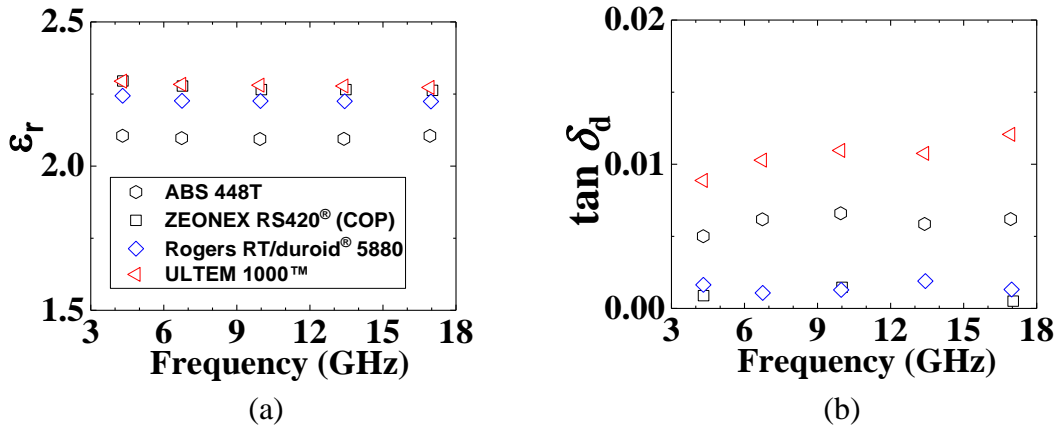 2.5
2.0
1.5
εr
ABS 448T
ZEONEX RS420® (COP)
Rogers RT/duroid® 5880
ULTEM 1000™
3 6 9 12 15 18
Frequency (GHz)
(a)
0.02
0.01
0.00
tan δd
3 6 9 12 15 18
Frequency (GHz)
(b)